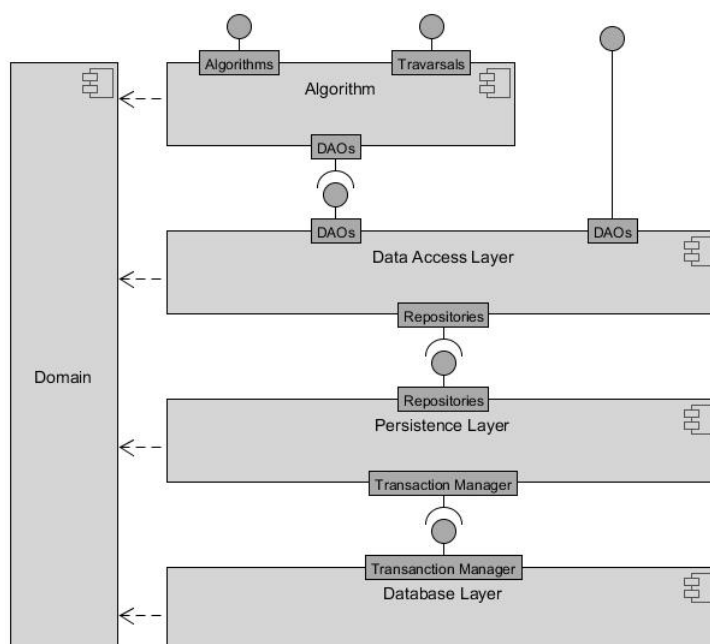 Algorithms
Travarsals
Algorithm
DAOs
DAOs
DAOs
Data Access Layer
Repositories
Domain
Repositories
Persistence Layer
Transaction Manager
Transanction Manager
Database Layer